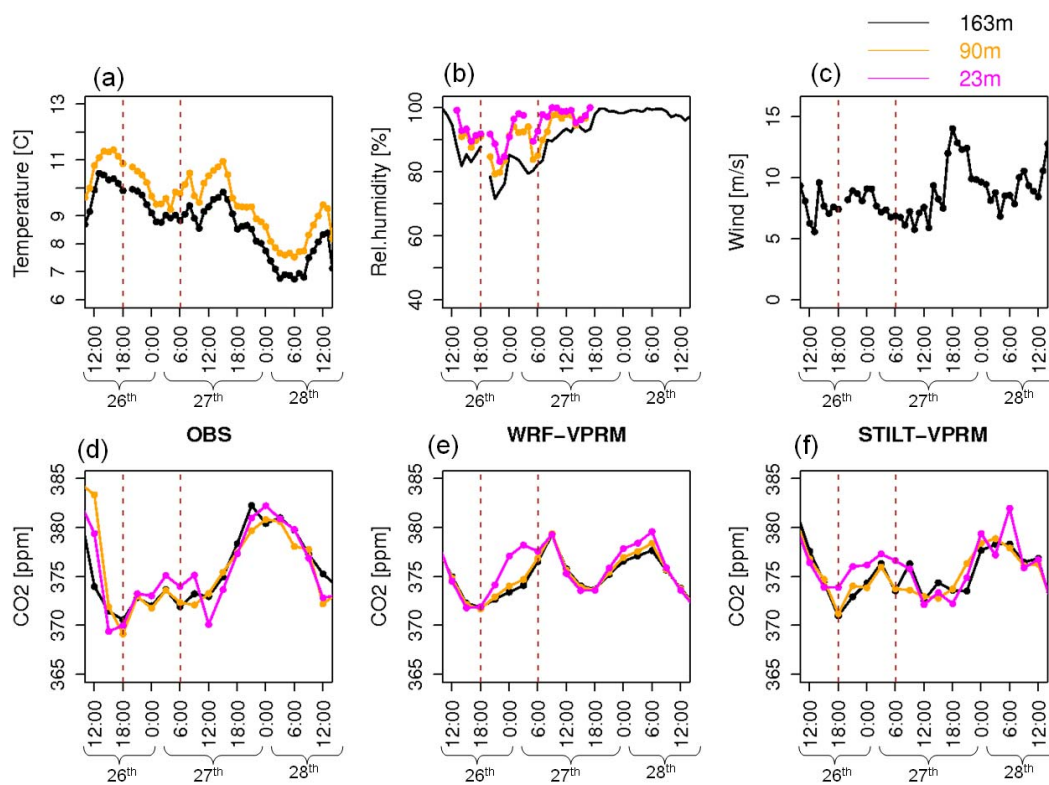 163m
90m
23m
(a) (b) (c)
Temperature [C]
13
11
10
9
8
7
6
Rel.humidity [%]
100
80
60
40
Wind [m/s]
15
10
5
0
12:00 18:00 0:00 6:00 12:00 18:00 0:00 6:00 12:00
12:00 18:00 0:00 6:00 12:00 18:00 0:00 6:00 12:00
12:00 18:00 0:00 6:00 12:00 18:00 0:00 6:00 12:00
26th 27th 28th
26th 27th 28th
26th 27th 28th
(d) OBS (e) WRF-VPRM (f) STILT-VPRM
CO2 [ppm]
385
380
375
370
365
CO2 [ppm]
385
380
375
370
365
CO2 [ppm]
385
380
375
370
365
12:00 18:00 0:00 6:00 12:00 18:00 0:00 6:00 12:00
12:00 18:00 0:00 6:00 12:00 18:00 0:00 6:00 12:00
12:00 18:00 0:00 6:00 12:00 18:00 0:00 6:00 12:00
26th 27th 28th
26th 27th 28th
26th 27th 28th